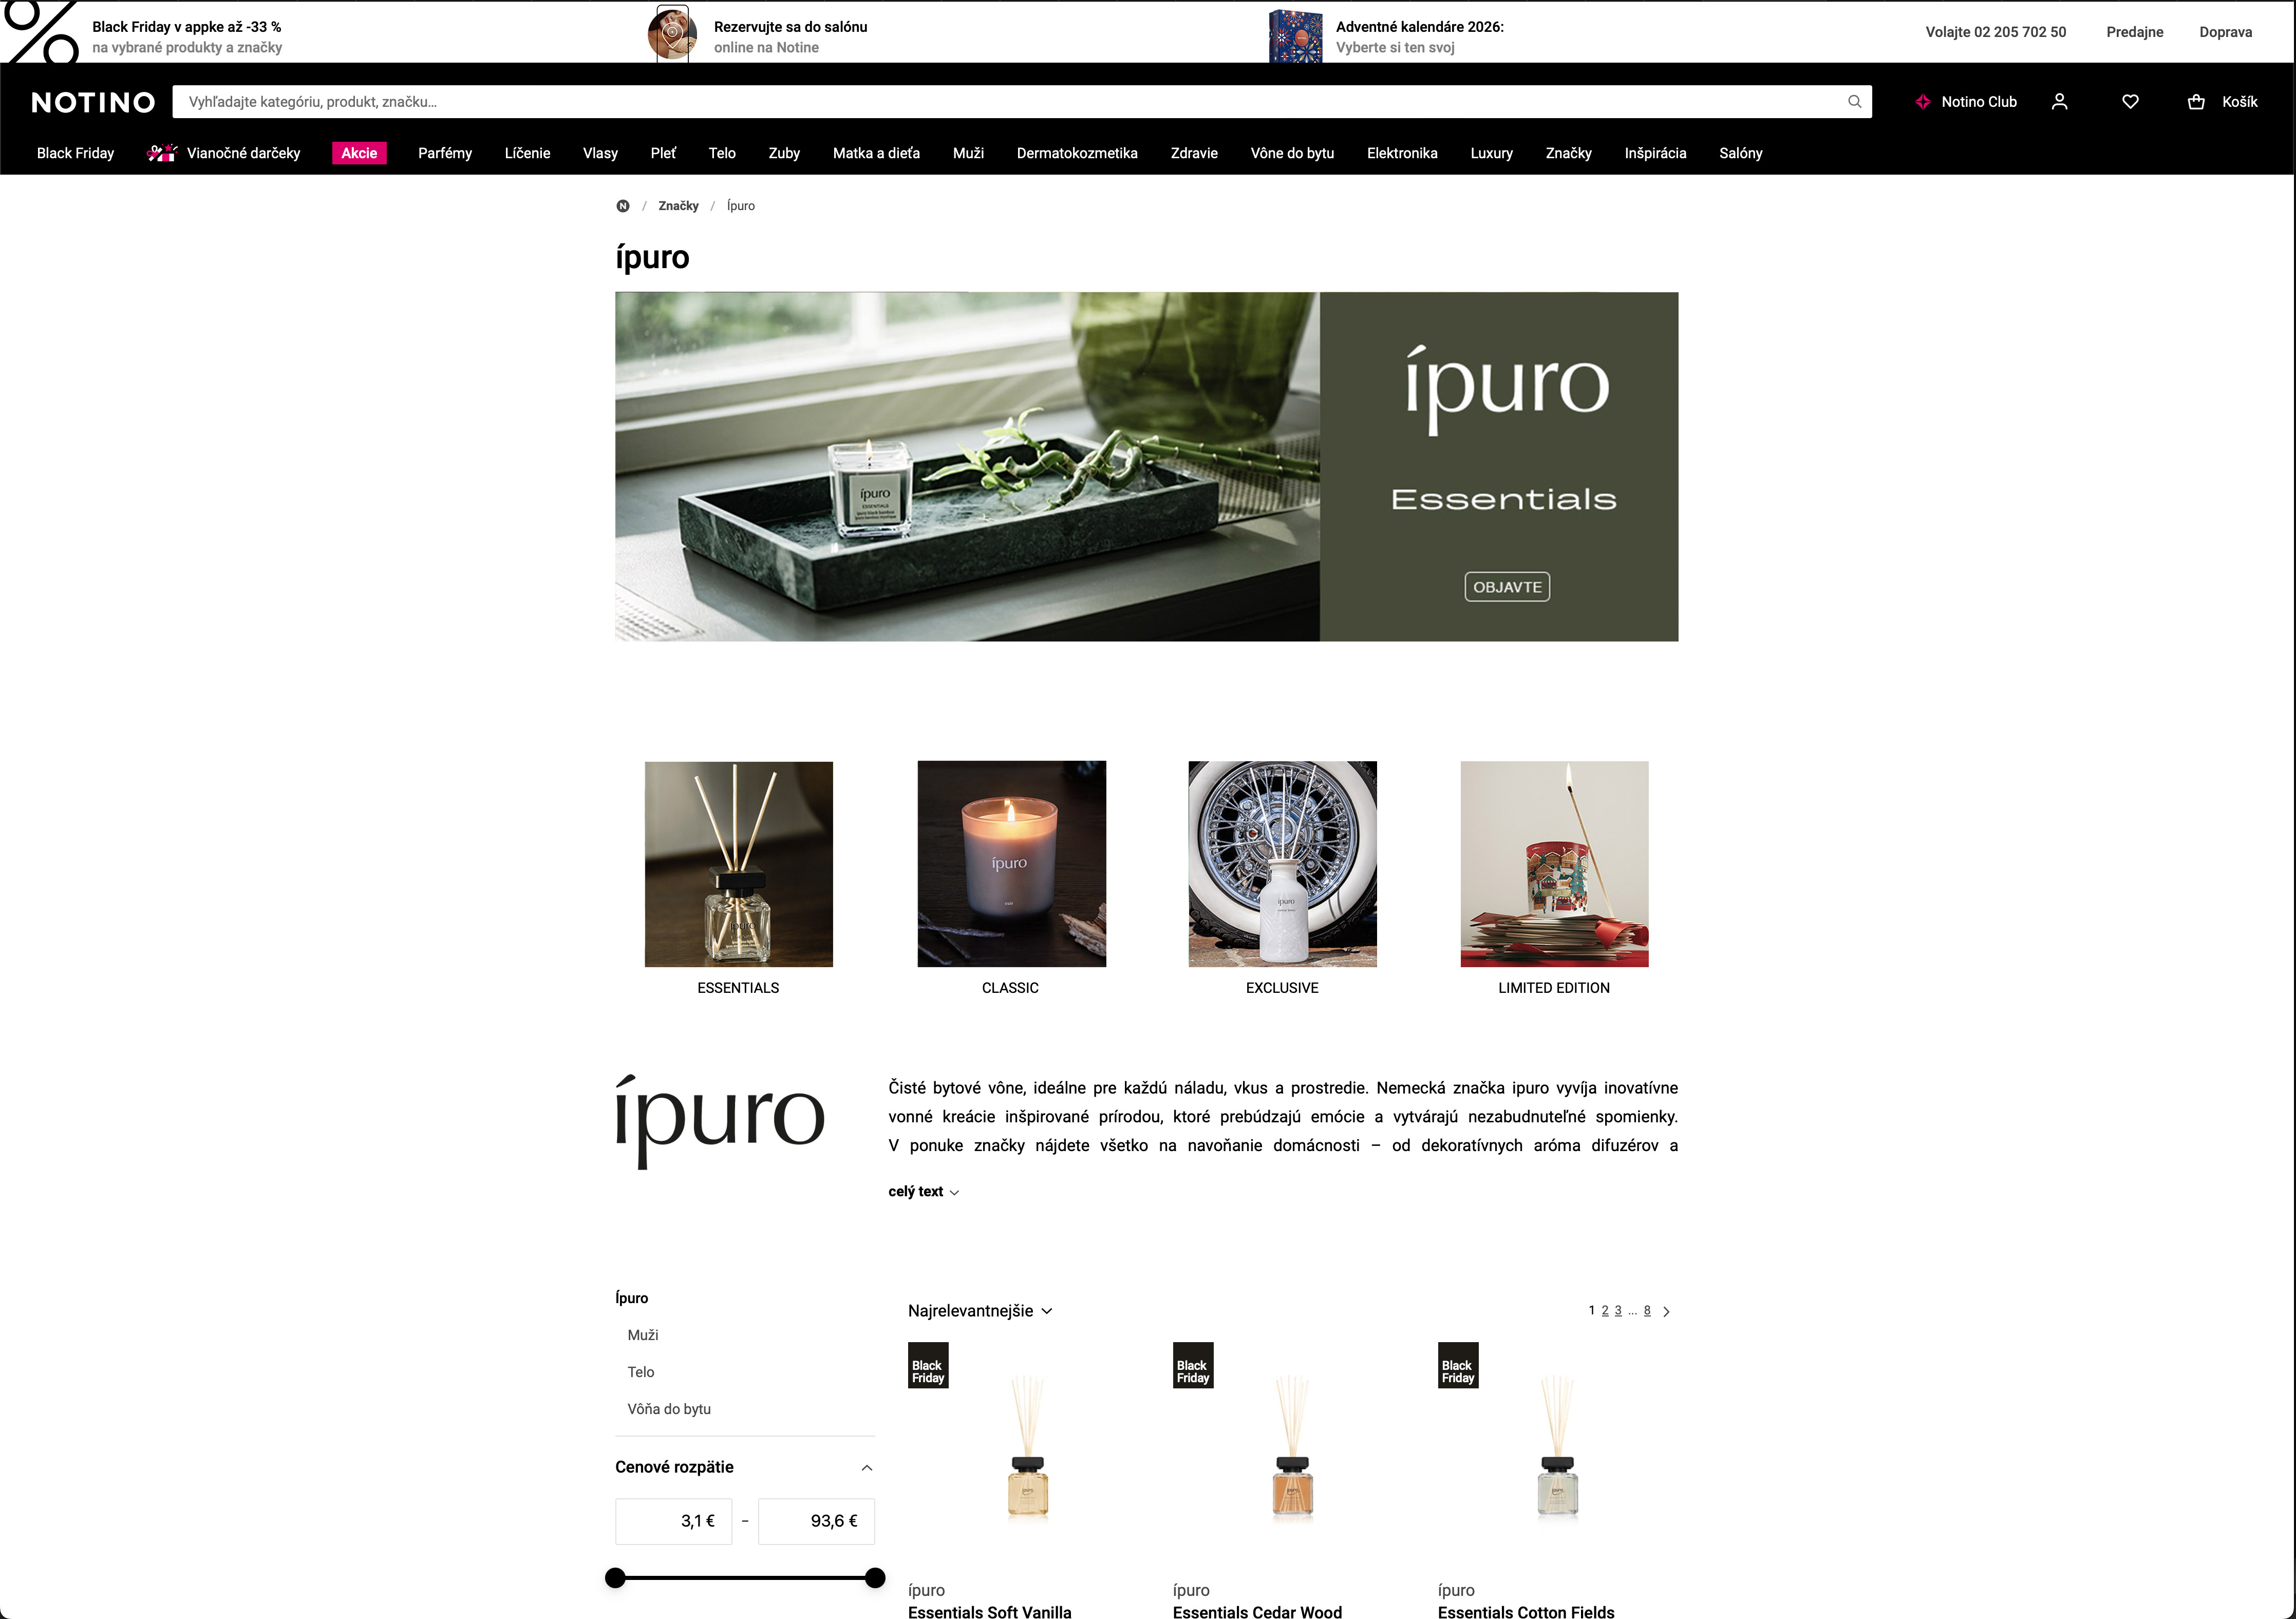 Black Friday v appke až -33 %
na vybrané produkty a značky
Rezervujte sa do salónu
online na Notine
Adventné kalendáre 2026:
Vyberte si ten svoj
Volajte 02 205 702 50
Predajne
Doprava
NOTINO
Vyhľadajte kategóriu, produkt, značku...
Notino Club
Košík
Black Friday
Vianočné darčeky
Akcie
Parfémy
Líčenie
Vlasy
Pleť
Telo
Zuby
Matka a dieťa
Muži
Dermatokozmetika
Zdravie
Vône do bytu
Elektronika
Luxury
Značky
Inšpirácia
Salóny
N / Značky / Ípuro
ípuro
ípuro
ESSENTIALS
ípuro
Essentials
OBJAVTE
ípuro
ípuro
ípuro
ESSENTIALS
CLASSIC
EXCLUSIVE
LIMITED EDITION
ípuro
Čisté bytové vône, ideálne pre každú náladu, vkus a prostredie. Nemecká značka ipuro vyvíja inovatívne
vonné kreácie inšpirované prírodou, ktoré prebúdzajú emócie a vytvárajú nezabudnuteľné spomienky.
V ponuke značky nájdete všetko na navoňanie domácnosti – od dekoratívnych aróma difuzérov a
celý text
Ípuro
Muži
Telo
Vôňa do bytu
Cenové rozpätie
3,1 € – 93,6 €
Najrelevantnejšie
1 2 3 ... 8
Black
Friday
ípuro
Essentials Soft Vanilla
Black
Friday
ípuro
Essentials Cedar Wood
Black
Friday
ípuro
Essentials Cotton Fields